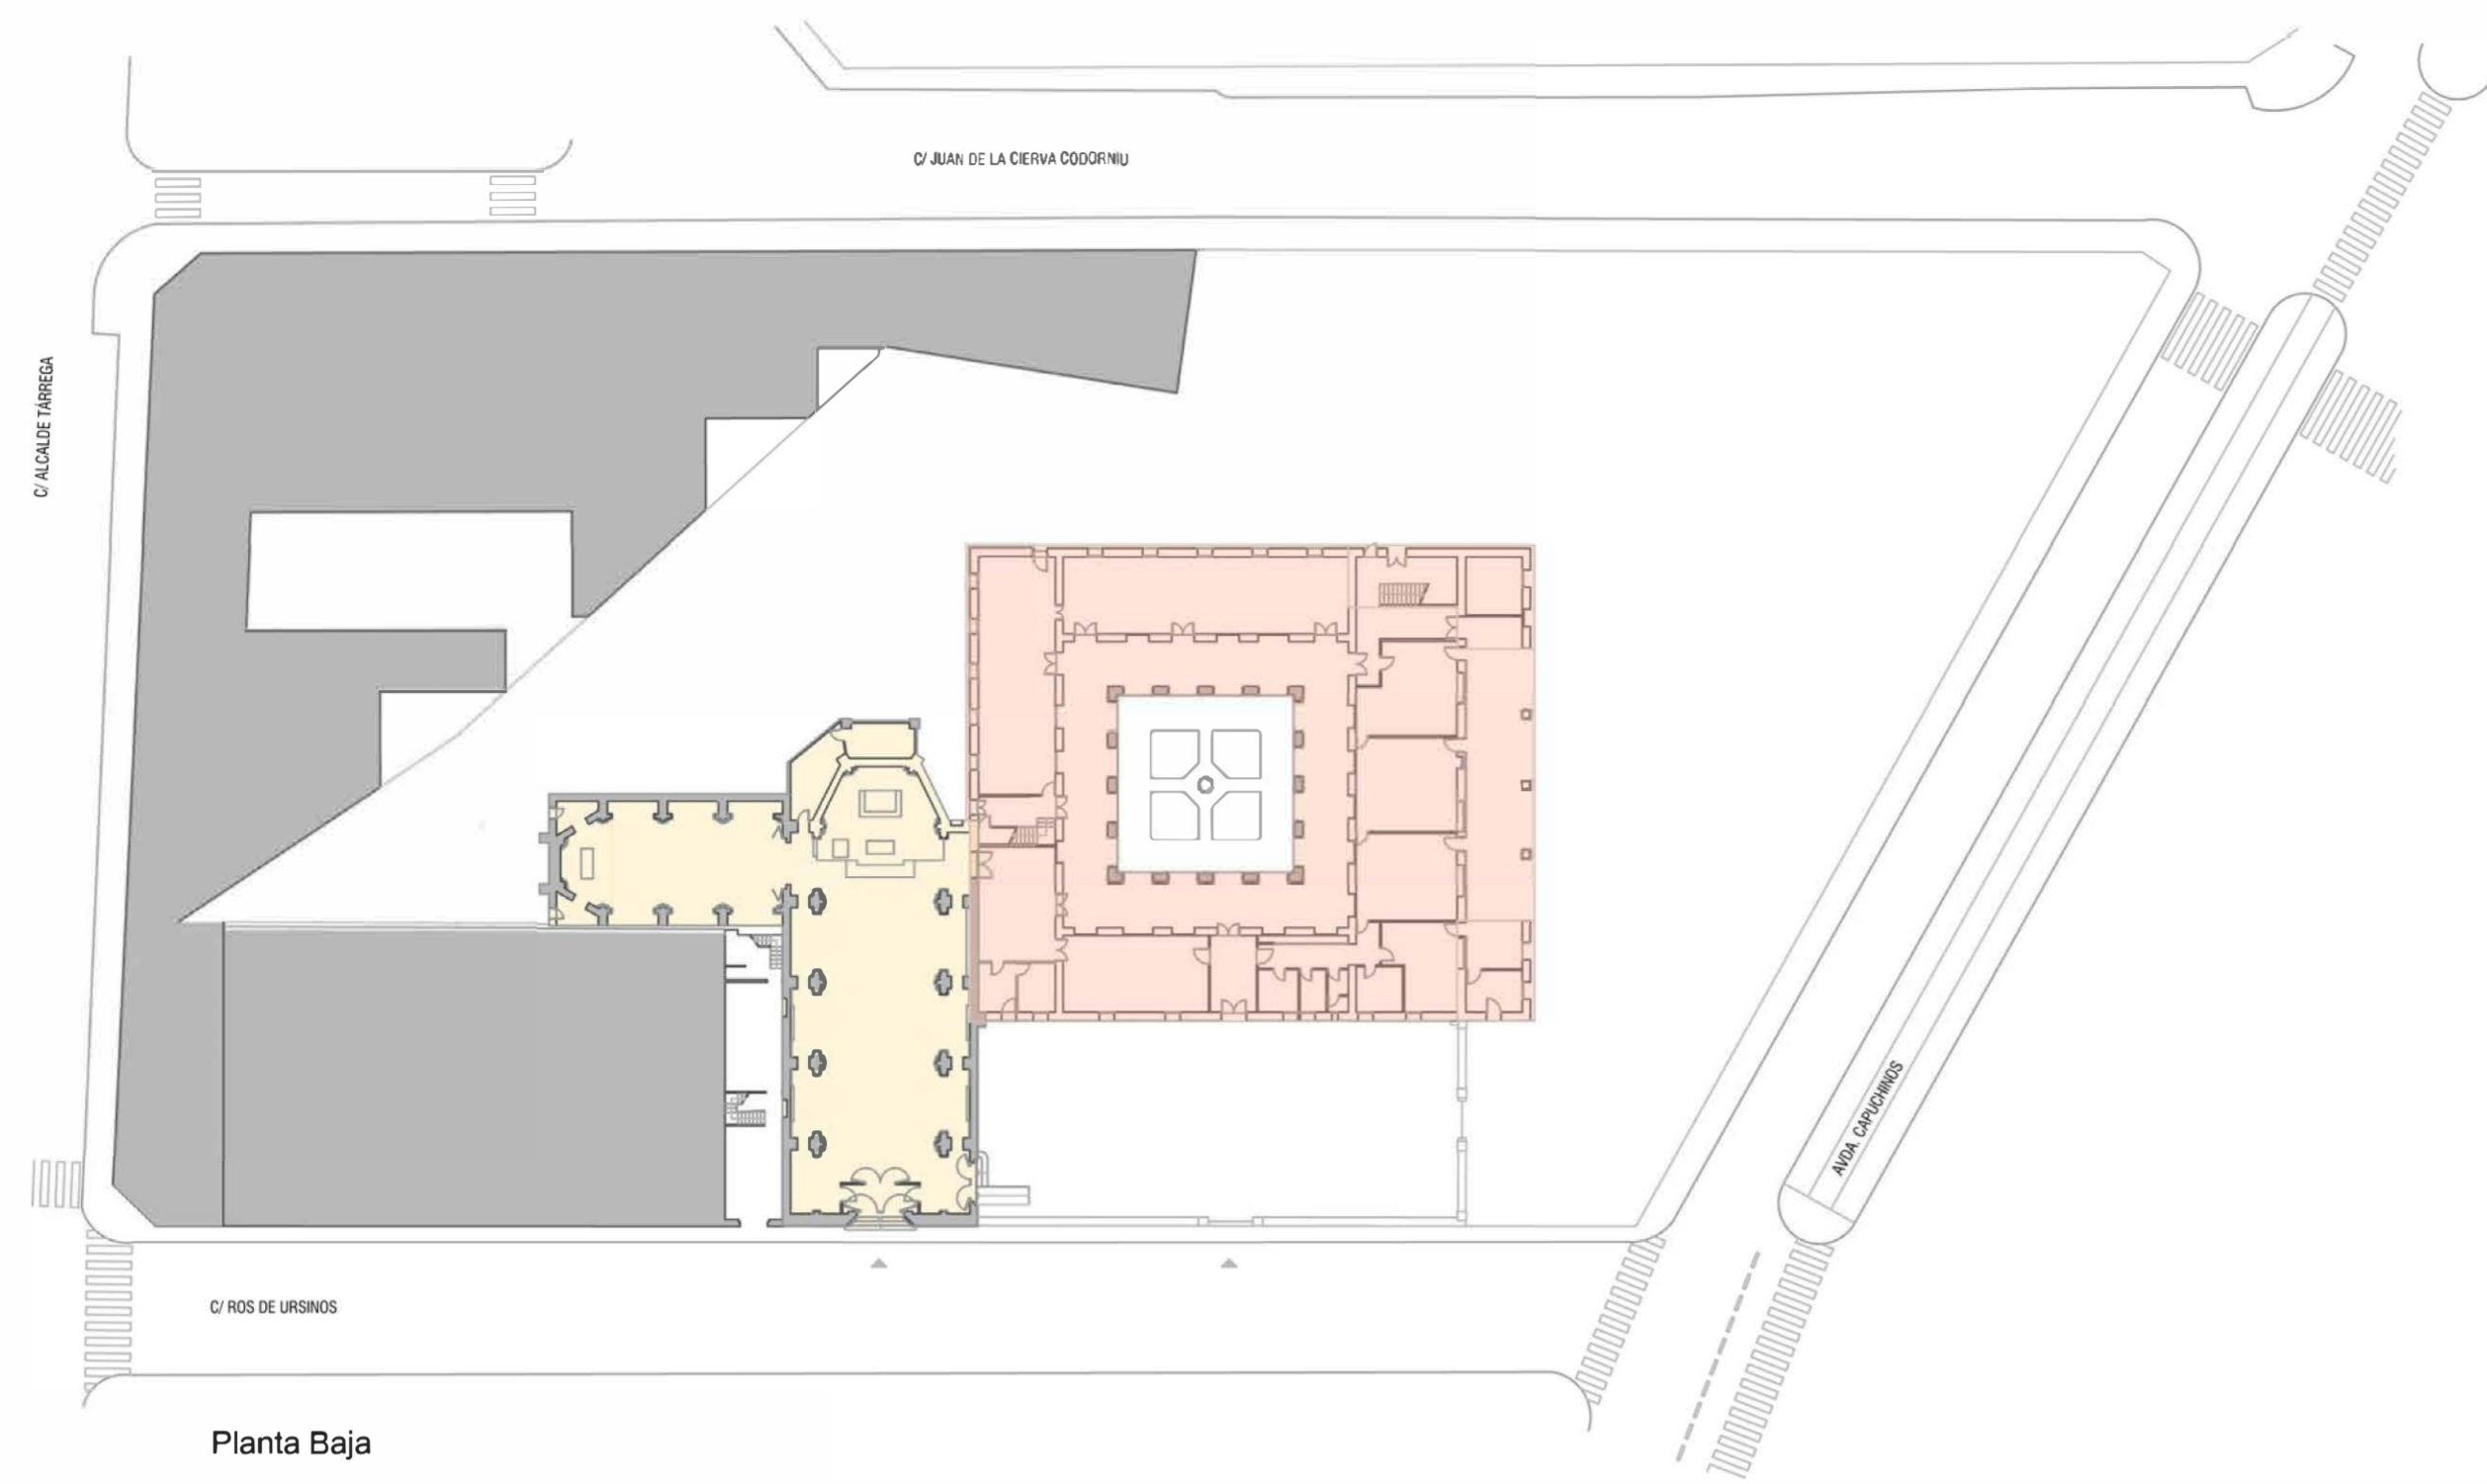 C/ JUAN DE LA CIERVA CODORNIU
C/ ALCALDE TÁRREGA
AVDA. CAPUCHINOS
C/ ROS DE URSINOS
Planta Baja